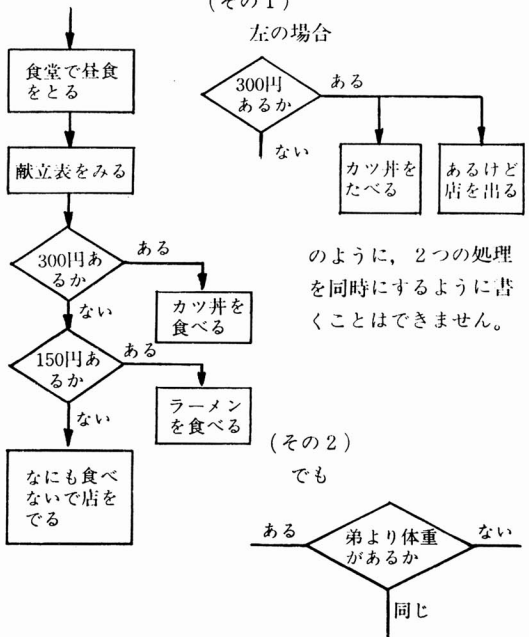 食堂で昼食
をとる
献立表をみる
300円あ
るか
ある
ない
カツ丼を
食べる
150円あ
るか
ある
ない
ラーメン
を食べる
なにも食べ
ないで店を
でる
(その1)
左の場合
300円
あるか
ある
ない
カツ丼を
たべる
あるけど
店を出る
のように,2つの処理
を同時にするように書
くことはできません。
(その2)
でも
弟より体重
があるか
ある
ない
同じ